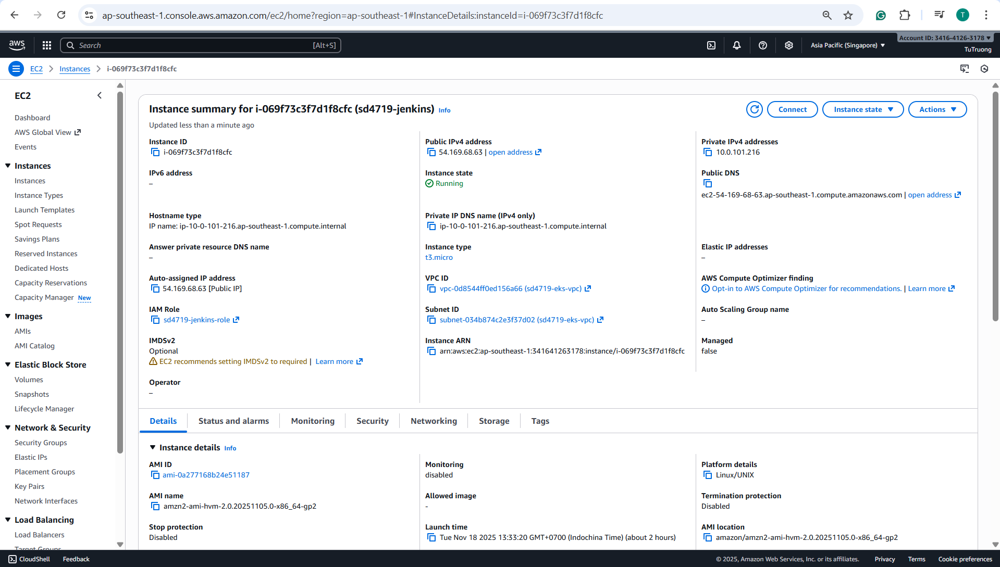 ap-southeast-1.console.aws.amazon.com/ec2/home?region=ap-southeast-1#InstanceDetails:instanceId=i-069f73c3f7d1f8cfc
T
aws
Search
[Alt+S]
Asia Pacific (Singapore)
Account ID: 3416-4126-3178
TuTruong
EC2
Instances
i-069f73c3f7d1f8cfc
EC2
Dashboard
AWS Global View
Events
Instances
Instances
Instance Types
Launch Templates
Spot Requests
Savings Plans
Reserved Instances
Dedicated Hosts
Capacity Reservations
Capacity Manager New
Images
AMIs
AMI Catalog
Elastic Block Store
Volumes
Snapshots
Lifecycle Manager
Network & Security
Security Groups
Elastic IPs
Placement Groups
Key Pairs
Network Interfaces
Load Balancing
Load Balancers
Target Groups
Instance summary for i-069f73c3f7d1f8cfc (sd4719-jenkins) Info
Updated less than a minute ago
Connect
Instance state
Actions
Instance ID
i-069f73c3f7d1f8cfc
Public IPv4 address
54.169.68.63 | open address
Private IPv4 addresses
10.0.101.216
IPv6 address
–
Instance state
Running
Public DNS
ec2-54-169-68-63.ap-southeast-1.compute.amazonaws.com | open address
Hostname type
IP name: ip-10-0-101-216.ap-southeast-1.compute.internal
Private IP DNS name (IPv4 only)
ip-10-0-101-216.ap-southeast-1.compute.internal
Answer private resource DNS name
–
Instance type
t3.micro
Elastic IP addresses
–
Auto-assigned IP address
54.169.68.63 [Public IP]
VPC ID
vpc-0d8544ff0ed156a66 (sd4719-eks-vpc)
AWS Compute Optimizer finding
Opt-in to AWS Compute Optimizer for recommendations. | Learn more
IAM Role
sd4719-jenkins-role
Subnet ID
subnet-034b874c2e3f37d02 (sd4719-eks-vpc)
Auto Scaling Group name
–
IMDSv2
Optional
EC2 recommends setting IMDSv2 to required | Learn more
Instance ARN
arn:aws:ec2:ap-southeast-1:341641263178:instance/i-069f73c3f7d1f8cfc
Managed
false
Operator
–
Details
Status and alarms
Monitoring
Security
Networking
Storage
Tags
Instance details Info
AMI ID
ami-0a277168b24e51187
Monitoring
disabled
Platform details
Linux/UNIX
AMI name
amzn2-ami-hvm-2.0.20251105.0-x86_64-gp2
Allowed image
-
Termination protection
Disabled
Stop protection
Disabled
Launch time
Tue Nov 18 2025 13:33:20 GMT+0700 (Indochina Time) (about 2 hours)
AMI location
amazon/amzn2-ami-hvm-2.0.20251105.0-x86_64-gp2
CloudShell
Feedback
© 2025, Amazon Web Services, Inc. or its affiliates.
Privacy
Terms
Cookie preferences